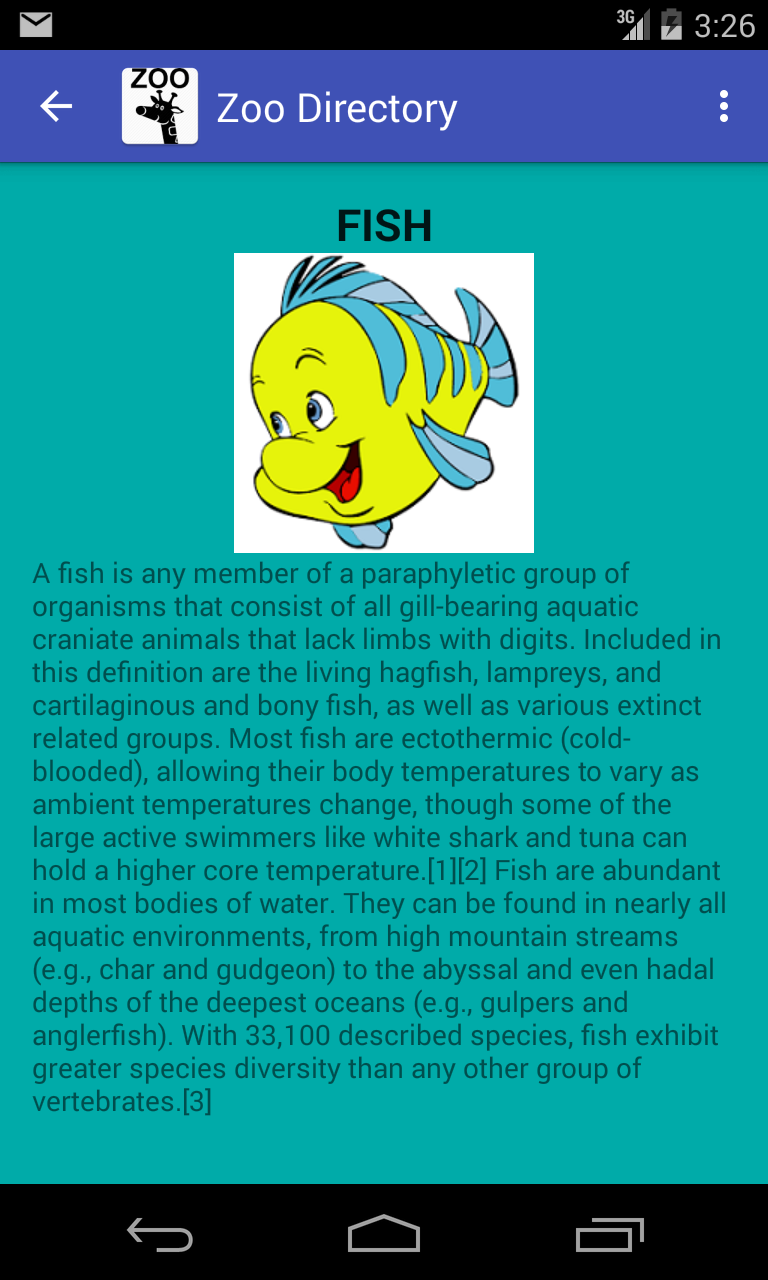 3G 3:26
ZOO
Zoo Directory
FISH
A fish is any member of a paraphyletic group of
organisms that consist of all gill-bearing aquatic
craniate animals that lack limbs with digits. Included in
this definition are the living hagfish, lampreys, and
cartilaginous and bony fish, as well as various extinct
related groups. Most fish are ectothermic (cold-
blooded), allowing their body temperatures to vary as
ambient temperatures change, though some of the
large active swimmers like white shark and tuna can
hold a higher core temperature.[1][2] Fish are abundant
in most bodies of water. They can be found in nearly all
aquatic environments, from high mountain streams
(e.g., char and gudgeon) to the abyssal and even hadal
depths of the deepest oceans (e.g., gulpers and
anglerfish). With 33,100 described species, fish exhibit
greater species diversity than any other group of
vertebrates.[3]